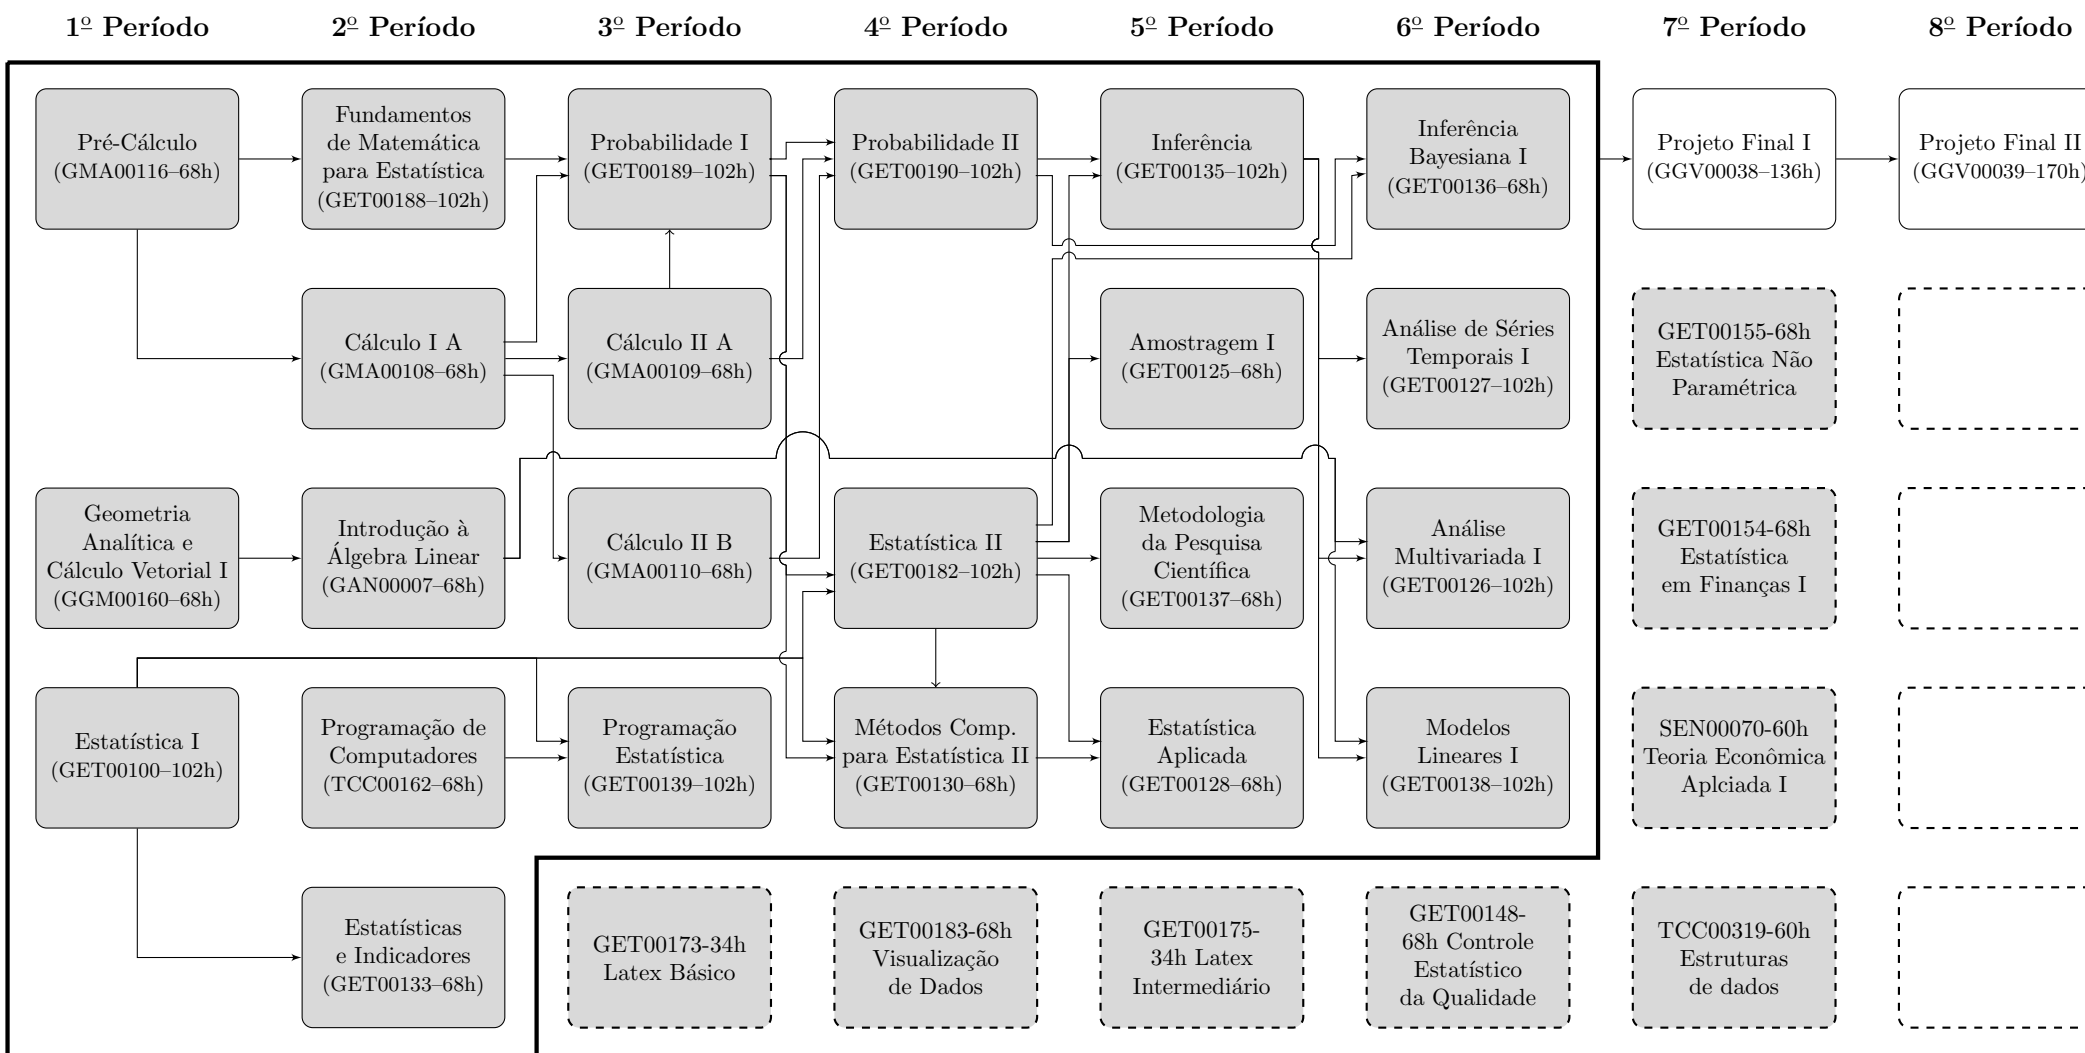 1º Período
2º Período
3º Período
4º Período
5º Período
6º Período
7º Período
8º Período
Pré-Cálculo
(GMA00116–68h)
Fundamentos
de Matemática
para Estatística
(GET00188–102h)
Probabilidade I
(GET00189–102h)
Probabilidade II
(GET00190–102h)
Inferência
(GET00135–102h)
Inferência
Bayesiana I
(GET00136–68h)
Projeto Final I
(GGV00038–136h)
Projeto Final II
(GGV00039–170h)
Cálculo I A
(GMA00108–68h)
Cálculo II A
(GMA00109–68h)
Amostragem I
(GET00125–68h)
Análise de Séries
Temporais I
(GET00127–102h)
GET00155-68h
Estatística Não
Paramétrica
Geometria
Analítica e
Cálculo Vetorial I
(GGM00160–68h)
Introdução à
Álgebra Linear
(GAN00007–68h)
Cálculo II B
(GMA00110–68h)
Estatística II
(GET00182–102h)
Metodologia
da Pesquisa
Científica
(GET00137–68h)
Análise
Multivariada I
(GET00126–102h)
GET00154-68h
Estatística
em Finanças I
Estatística I
(GET00100–102h)
Programação de
Computadores
(TCC00162–68h)
Programação
Estatística
(GET00139–102h)
Métodos Comp.
para Estatística II
(GET00130–68h)
Estatística
Aplicada
(GET00128–68h)
Modelos
Lineares I
(GET00138–102h)
SEN00070-60h
Teoria Econômica
Aplciada I
Estatísticas
e Indicadores
(GET00133–68h)
GET00173-34h
Latex Básico
GET00183-68h
Visualização
de Dados
GET00175-
34h Latex
Intermediário
GET00148-
68h Controle
Estatístico
da Qualidade
TCC00319-60h
Estruturas
de dados